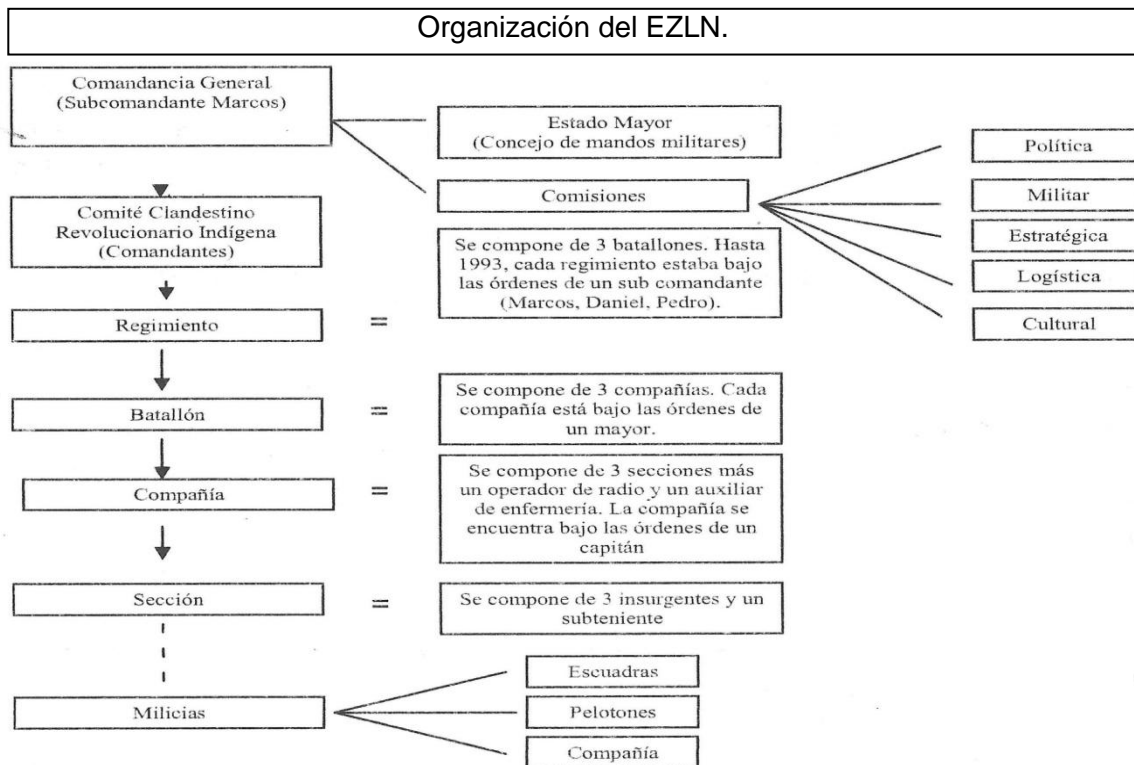 Organización del EZLN.
Comandancia General
(Subcomandante Marcos)
Estado Mayor
(Concejo de mandos militares)
Comisiones
Política
Militar
Estratégica
Logística
Cultural
Comité Clandestino
Revolucionario Indígena
(Comandantes)
Se compone de 3 batallones. Hasta
1993, cada regimiento estaba bajo
las órdenes de un sub comandante
(Marcos, Daniel, Pedro).
Regimiento
=
Batallón
=
Se compone de 3 compañías. Cada
compañía está bajo las órdenes de
un mayor.
Compañía
=
Se compone de 3 secciones más
un operador de radio y un auxiliar
de enfermería. La compañía se
encuentra bajo las órdenes de un
capitán
Sección
=
Se compone de 3 insurgentes y un
subteniente
Milicias
Escuadras
Pelotones
Compañía